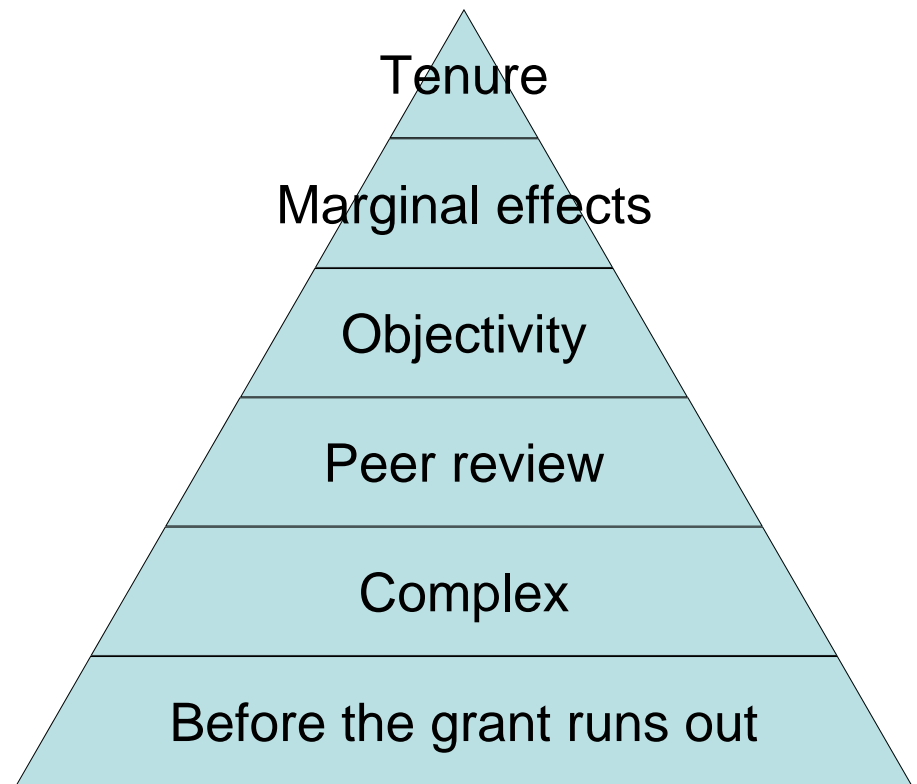 Tenure
Marginal effects
Objectivity
Peer review
Complex
Before the grant runs out